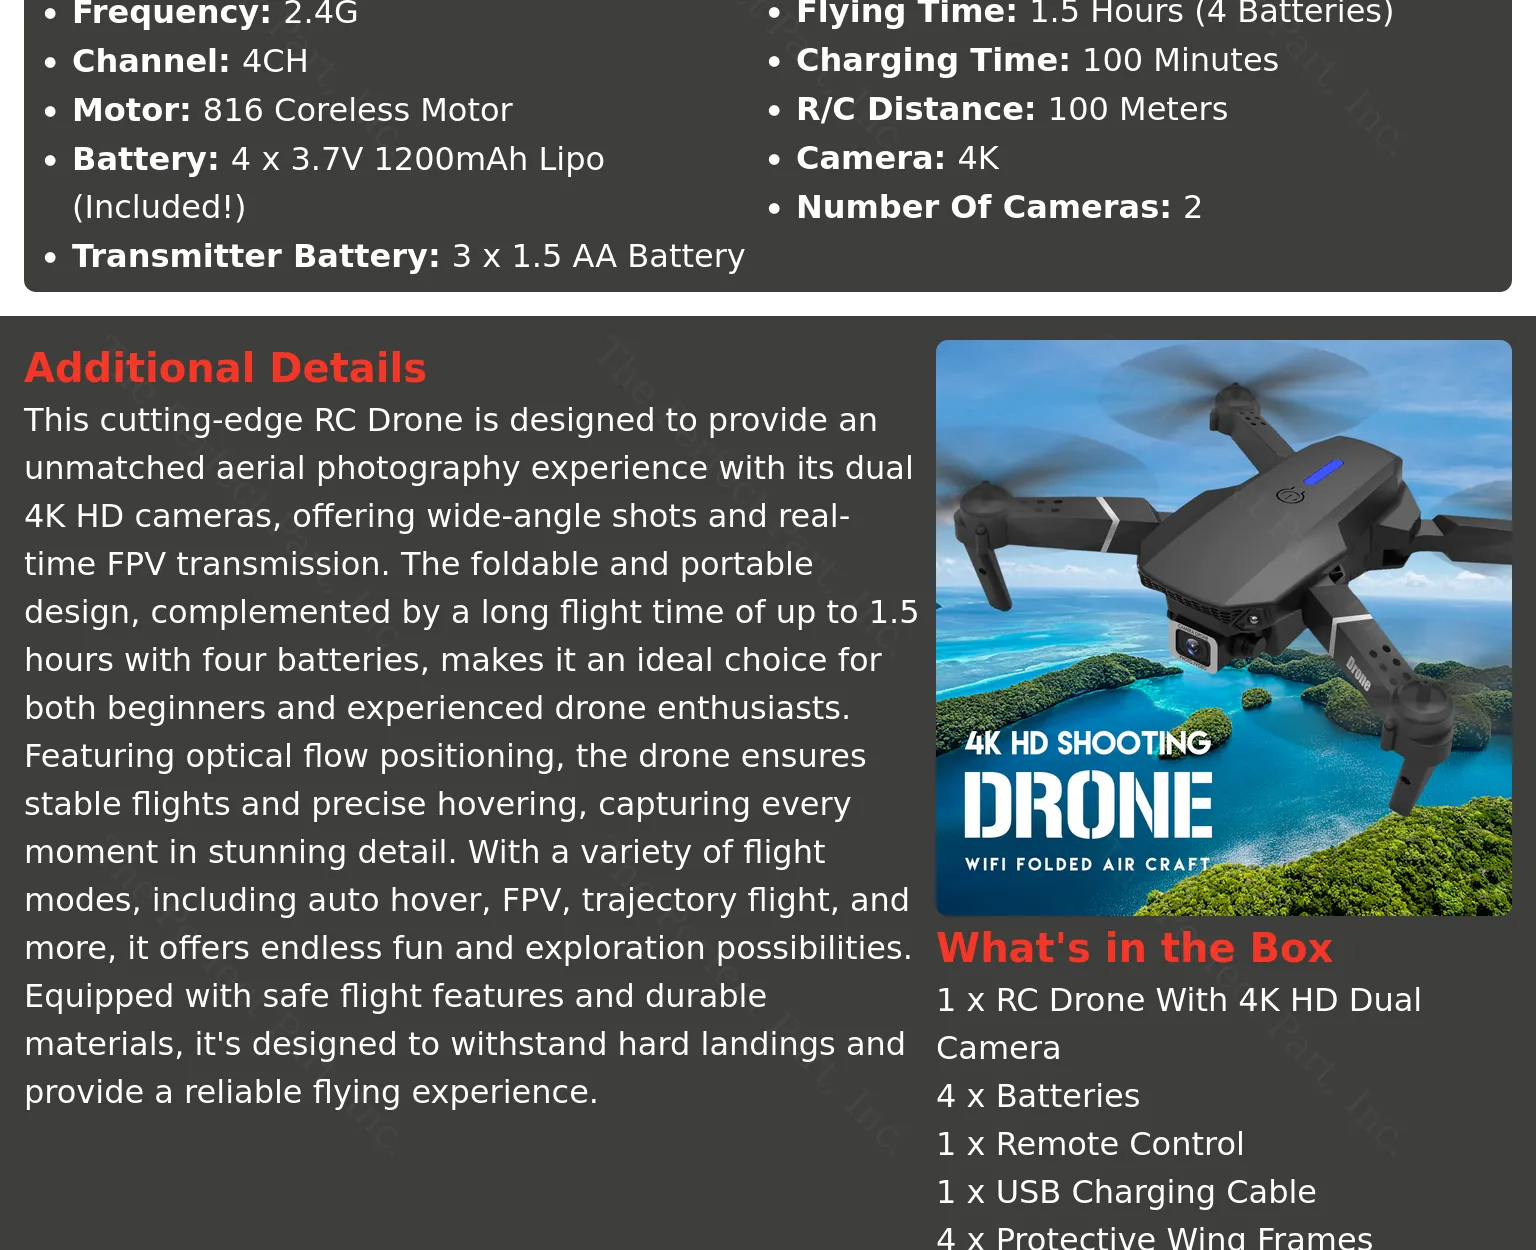 Frequency: 2.4G
Channel: 4CH
Motor: 816 Coreless Motor
Battery: 4 x 3.7V 1200mAh Lipo
(Included!)
Transmitter Battery: 3 x 1.5 AA Battery
Flying Time: 1.5 Hours (4 Batteries)
Charging Time: 100 Minutes
R/C Distance: 100 Meters
Camera: 4K
Number Of Cameras: 2
Additional Details
This cutting-edge RC Drone is designed to provide an
unmatched aerial photography experience with its dual
4K HD cameras, offering wide-angle shots and real-
time FPV transmission. The foldable and portable
design, complemented by a long flight time of up to 1.5
hours with four batteries, makes it an ideal choice for
both beginners and experienced drone enthusiasts.
Featuring optical flow positioning, the drone ensures
stable flights and precise hovering, capturing every
moment in stunning detail. With a variety of flight
modes, including auto hover, FPV, trajectory flight, and
more, it offers endless fun and exploration possibilities.
Equipped with safe flight features and durable
materials, it's designed to withstand hard landings and
provide a reliable flying experience.
Drone
4K HD SHOOTING
DRONE
WIFI FOLDED AIR CRAFT
What's in the Box
1 x RC Drone With 4K HD Dual
Camera
4 x Batteries
1 x Remote Control
1 x USB Charging Cable
4 x Protective Wing Frames